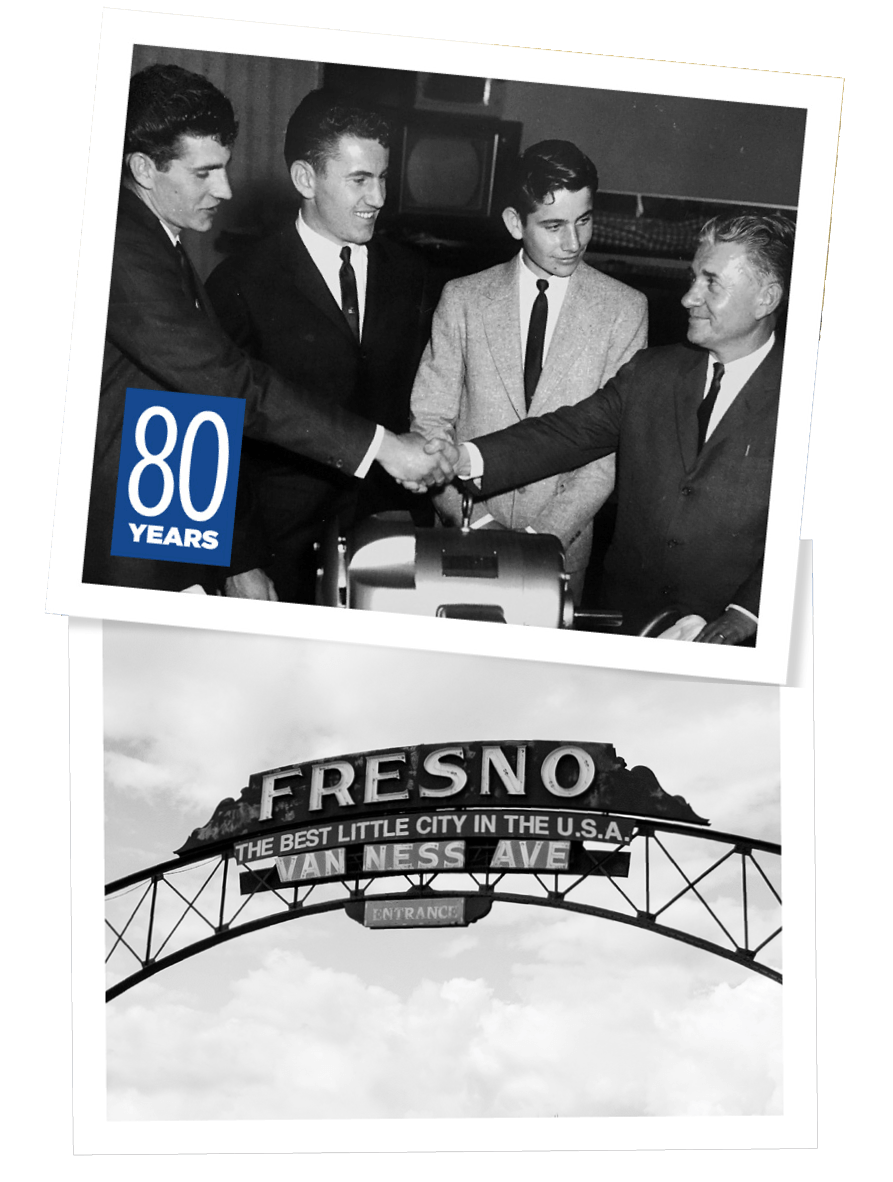 80
YEARS
FRESNO
THE BEST LITTLE CITY IN THE U.S.A.
VAN NESS AVE
ENTRANCE